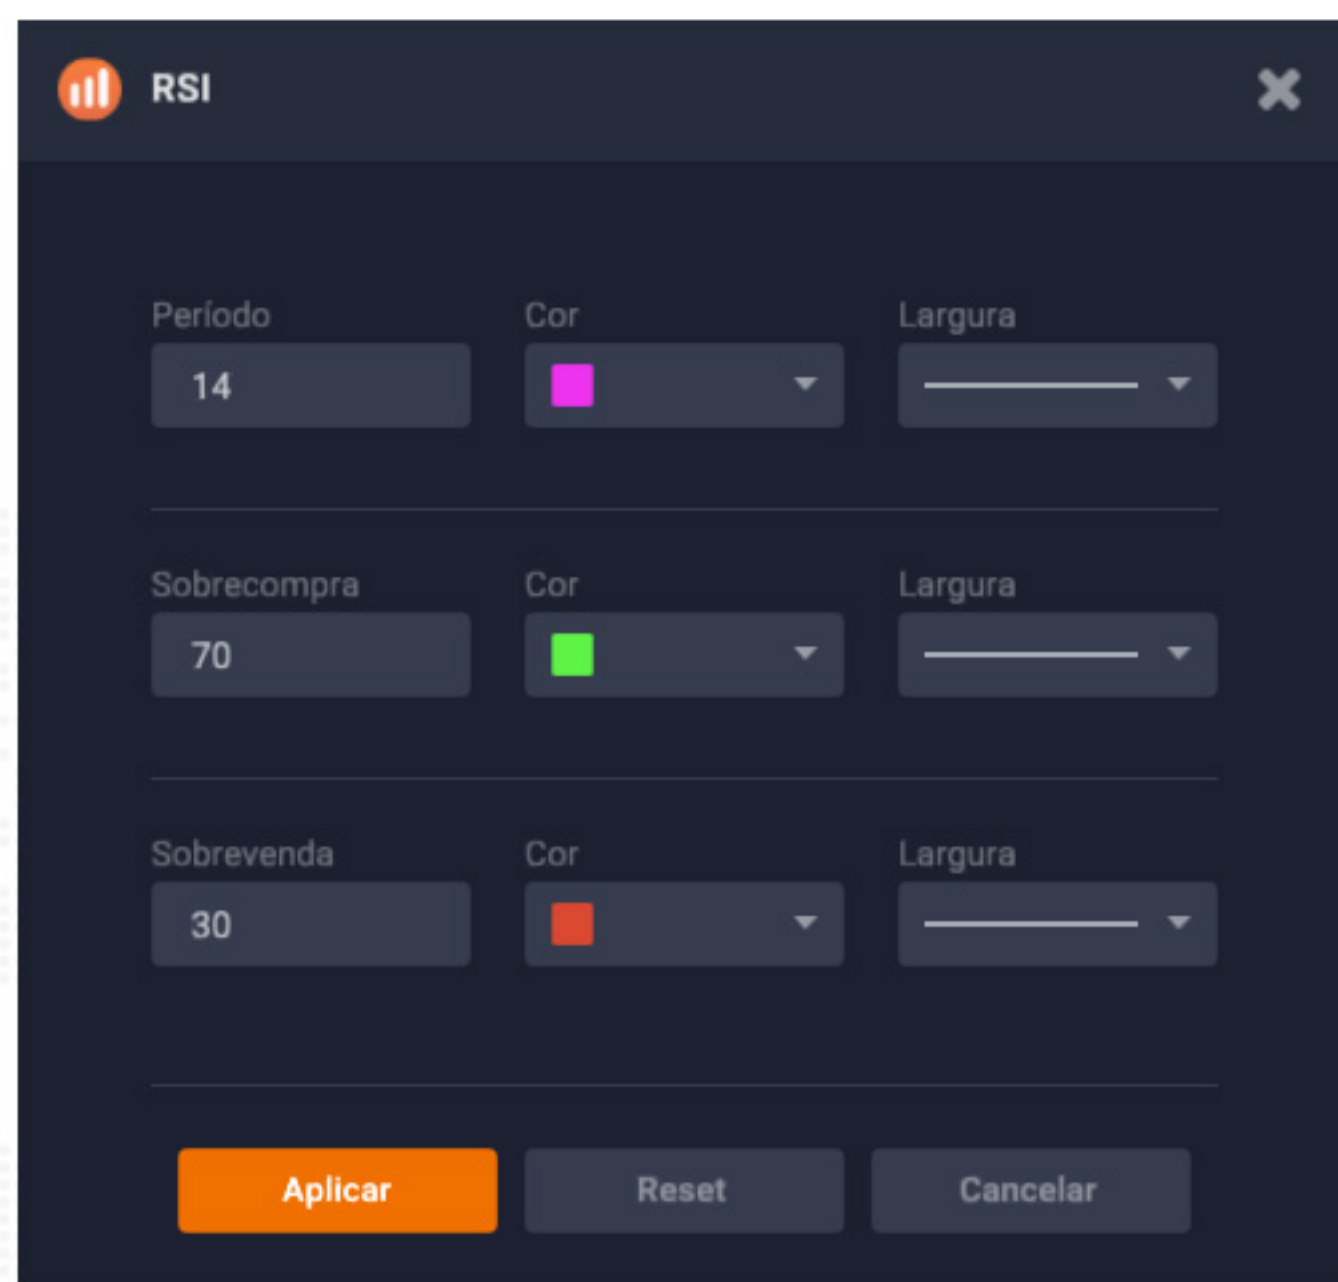 RSI
Período Cor Largura
14
Sobrecompra Cor Largura
70
Sobrevenda Cor Largura
30
Aplicar Reset Cancelar